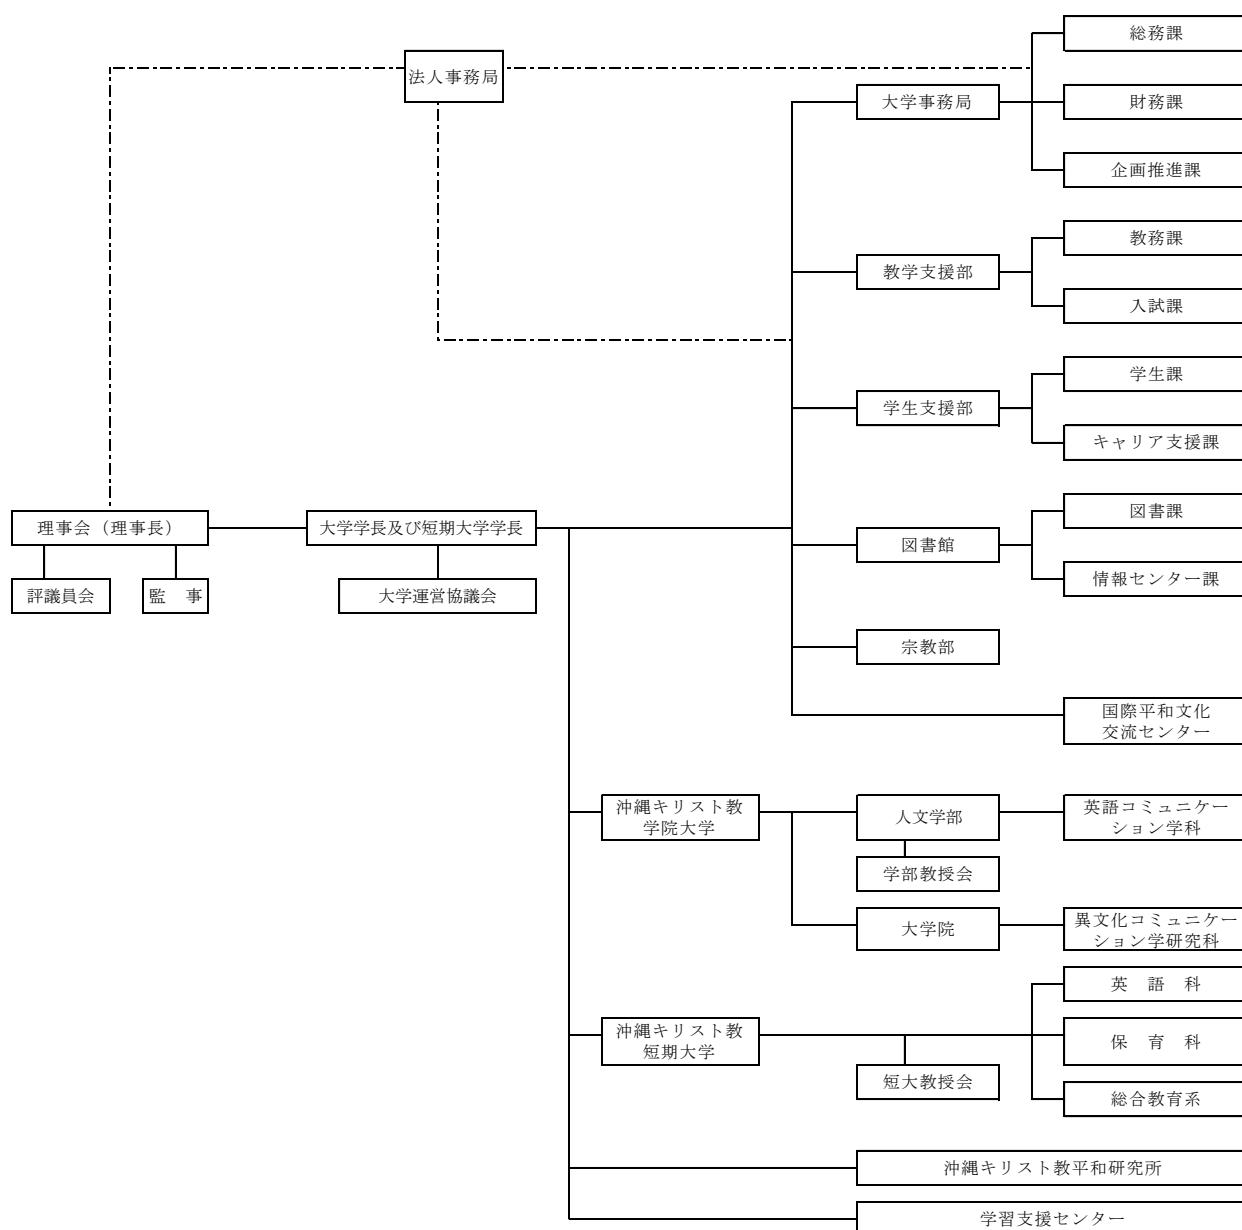 総務課
法人事務局
大学事務局
財務課
企画推進課
教務課
教学支援部
入試課
学生課
学生支援部
キャリア支援課
図書課
理事会（理事長）
大学学長及び短期大学学長
図書館
評議員会
監　事
大学運営協議会
情報センター課
宗教部
国際平和文化
交流センター
沖縄キリスト教
学院大学
人文学部
英語コミュニケー
ション学科
学部教授会
大学院
異文化コミュニケー
ション学研究科
英　語　科
沖縄キリスト教
短期大学
保　育　科
短大教授会
総合教育系
沖縄キリスト教平和研究所
学習支援センター